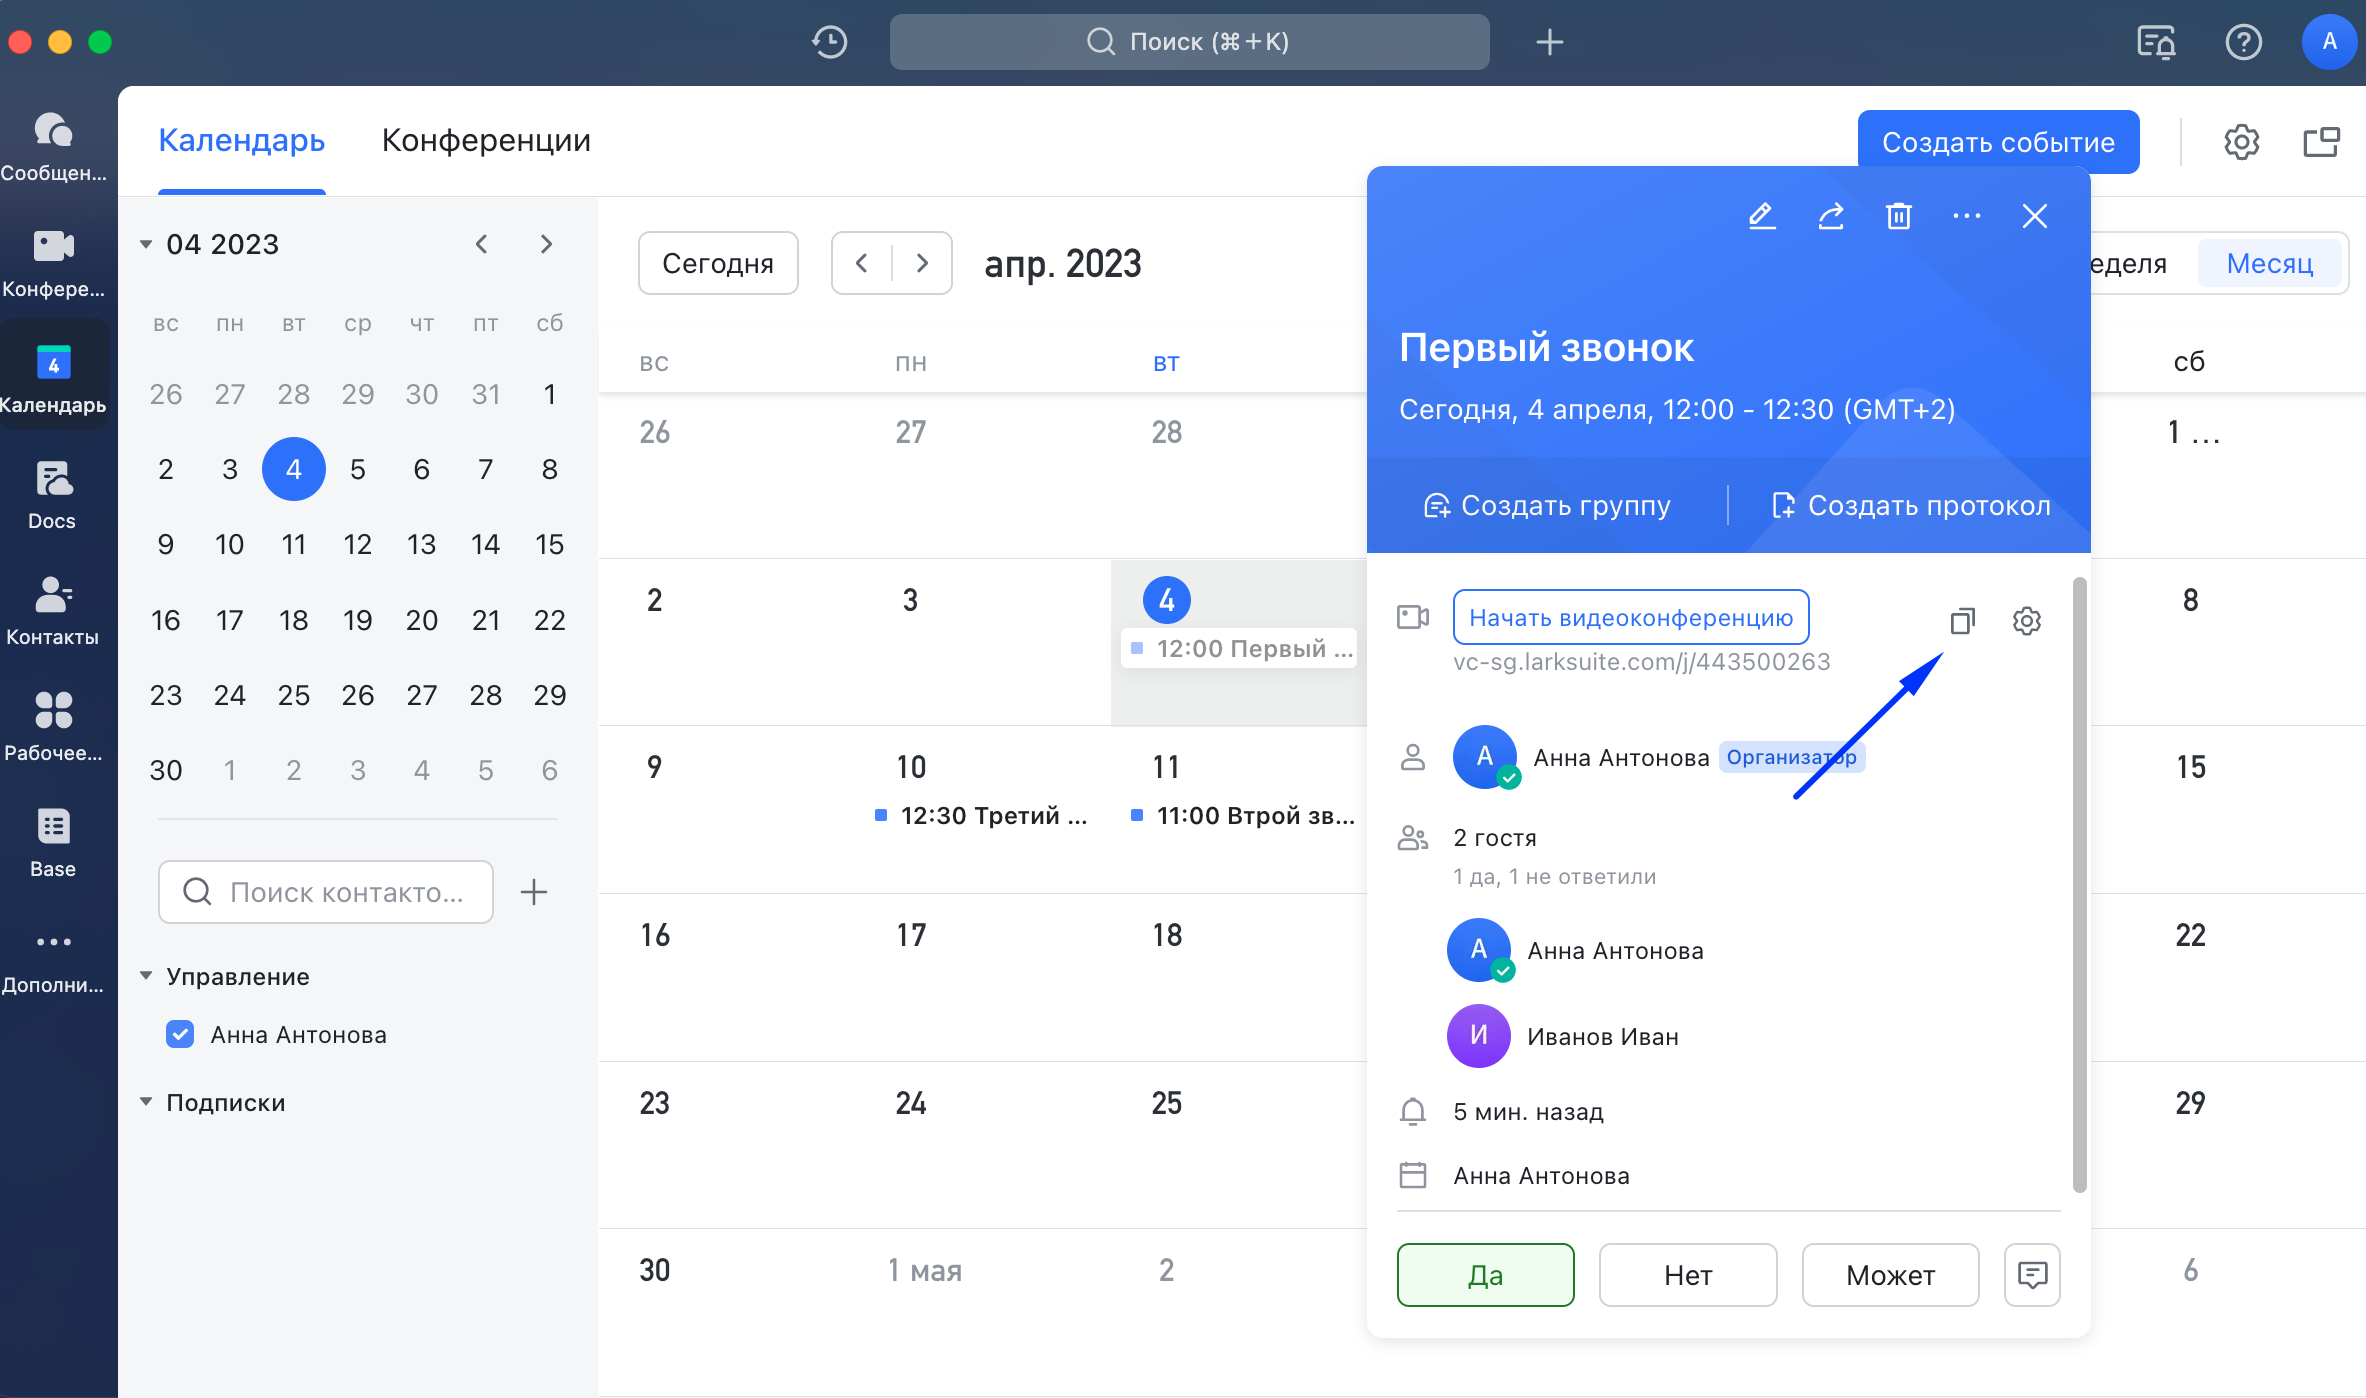 Поиск (⌘+K)
A
Сообщен...
Конфере...
4
Календарь
Docs
Контакты
Рабочее...
Base
Дополни...
Календарь
Конференции
Создать событие
04 2023
вс пн вт ср чт пт сб
26 27 28 29 30 31 1
2 3 4 5 6 7 8
9 10 11 12 13 14 15
16 17 18 19 20 21 22
23 24 25 26 27 28 29
30 1 2 3 4 5 6
Поиск контакто...
Управление
Анна Антонова
Подписки
Сегодня
апр. 2023
еделя
Месяц
вс пн вт сб
26 27 28 1 ...
2 3 4 8
12:00 Первый ...
9 10 11 15
12:30 Третий ...
11:00 Втрой зв...
16 17 18 22
23 24 25 29
30 1 мая 2 6
Первый звонок
Сегодня, 4 апреля, 12:00 - 12:30 (GMT+2)
Создать группу
Создать протокол
Начать видеоконференцию
vc-sg.larksuite.com/j/443500263
A
Анна Антонова
Организатор
2 гостя
1 да, 1 не ответили
A
Анна Антонова
И
Иванов Иван
5 мин. назад
Анна Антонова
Да
Нет
Может